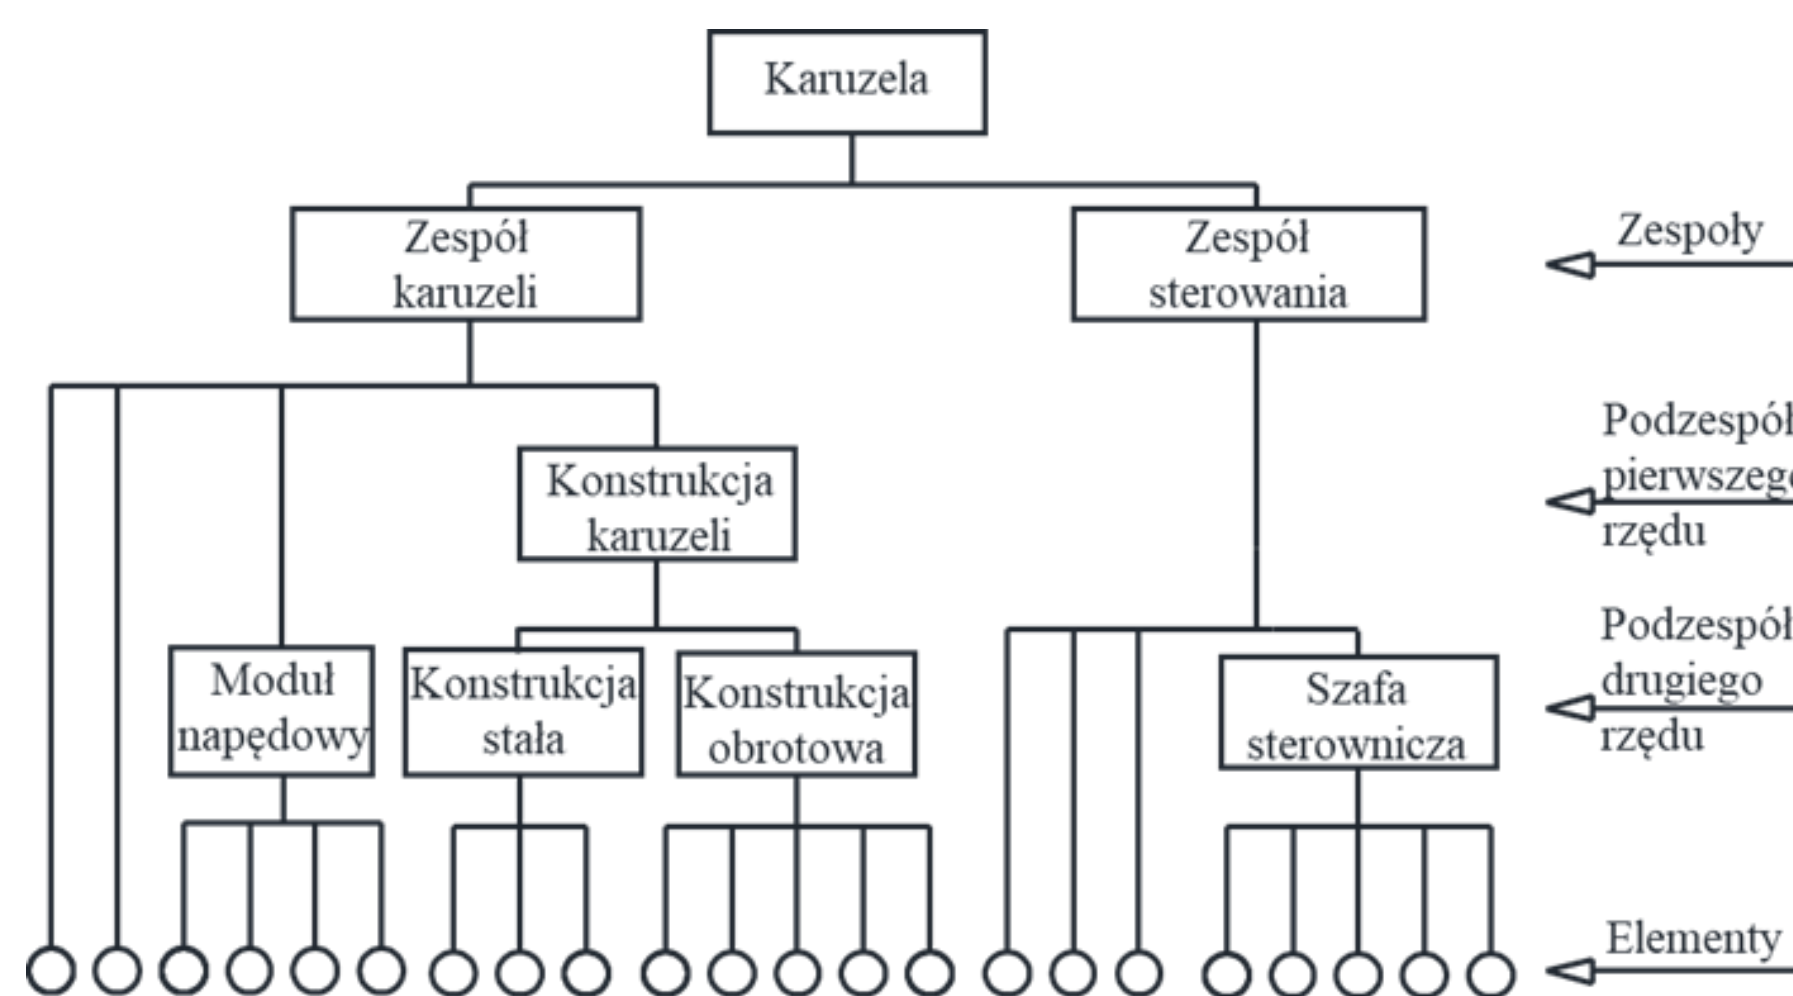 Karuzela
Zespół
karuzeli
Zespół
sterowania
Zespoły
Konstrukcja
karuzeli
Podzespół
pierwszego
rzędu
Moduł
napędowy
Konstrukcja
stała
Konstrukcja
obrotowa
Szafa
sterownicza
Podzespół
drugiego
rzędu
Elementy